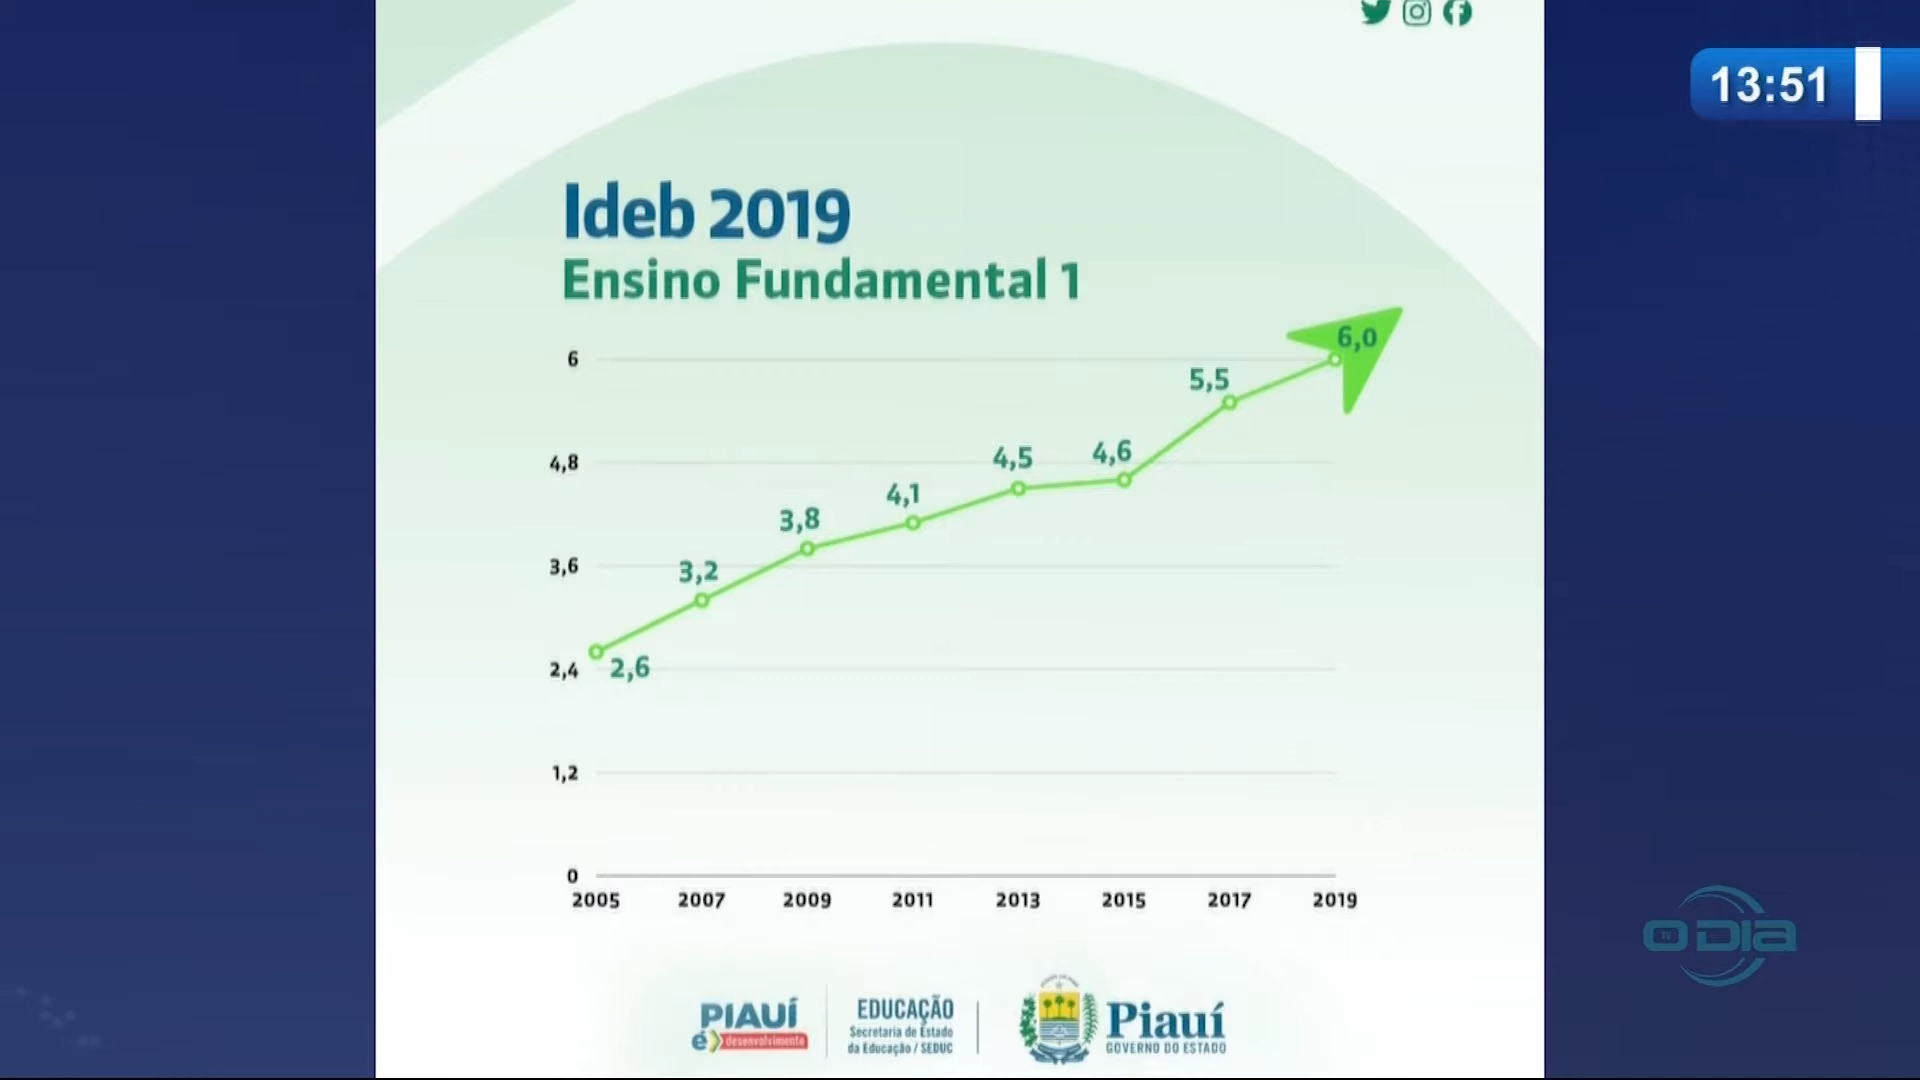 13:51
Ideb 2019
Ensino Fundamental 1
6
4,8
3,6
2,4
1,2
0
2,6
3,2
3,8
4,1
4,5
4,6
5,5
6,0
2005 2007 2009 2011 2013 2015 2017 2019
PIAUÍ
é desenvolvimento
EDUCAÇÃO
Secretaria de Estado
da Educação / SEDUC
Piauí
GOVERNO DO ESTADO
O DIA
TV